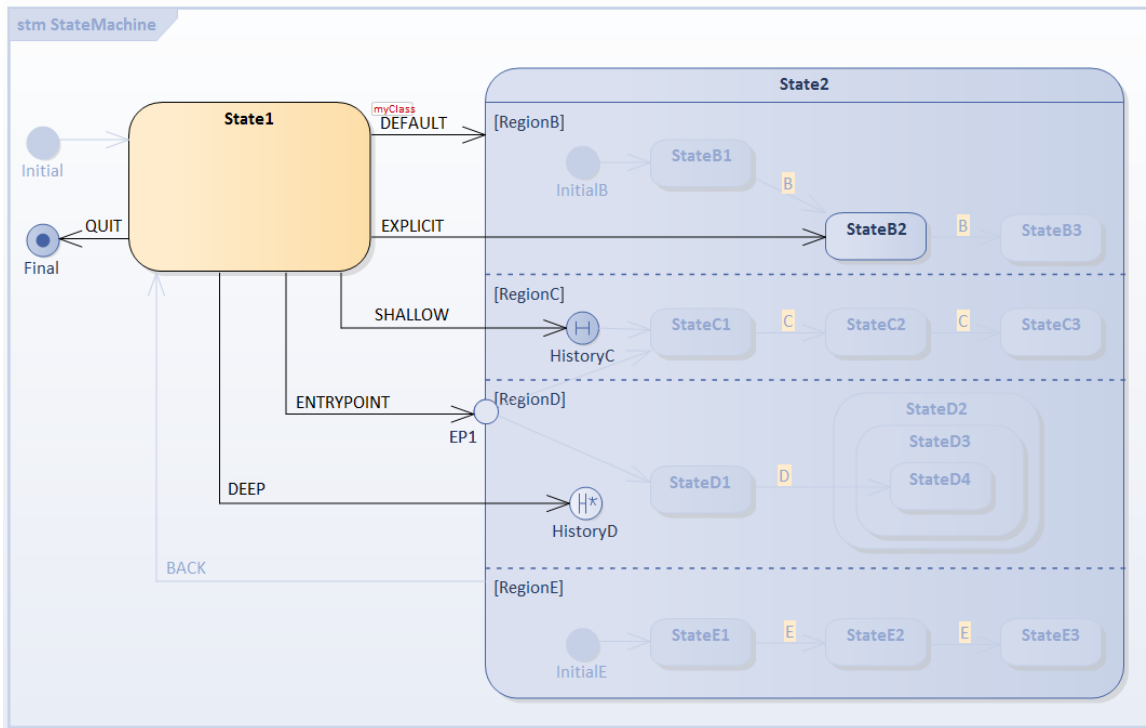 stm StateMachine
State2
myClass
State1
DEFAULT
[RegionB]
Initial
StateB1
InitialB
B
QUIT
EXPLICIT
StateB2
B
StateB3
Final
[RegionC]
SHALLOW
StateC1
C
StateC2
C
StateC3
HistoryC
ENTRYPOINT
[RegionD]
StateD2
EP1
StateD3
StateD1
D
StateD4
DEEP
H*
HistoryD
BACK
[RegionE]
StateE1
E
StateE2
E
StateE3
InitialE